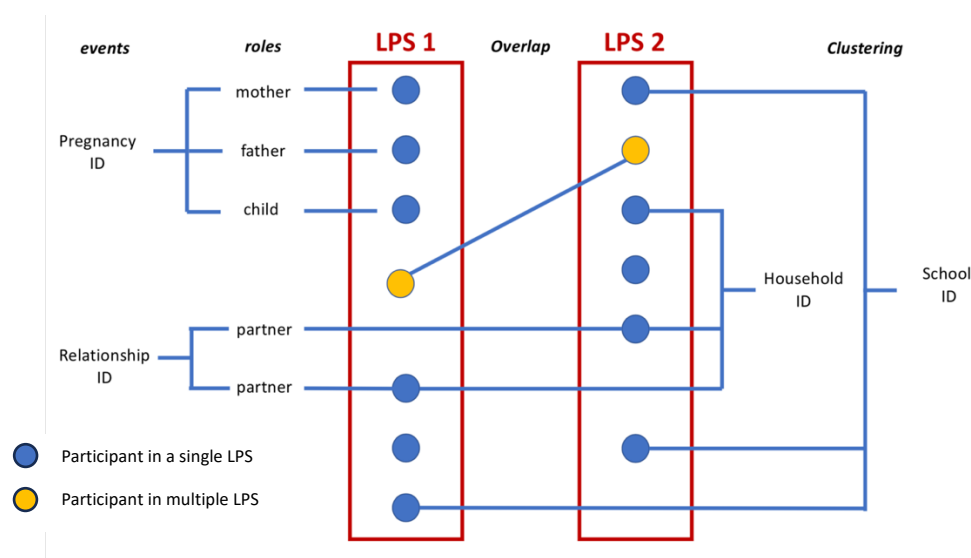 events
roles
LPS 1
Overlap
LPS 2
Clustering
mother
Pregnancy
ID
father
child
Household
ID
School
ID
partner
Relationship
ID
partner
Participant in a single LPS
Participant in multiple LPS